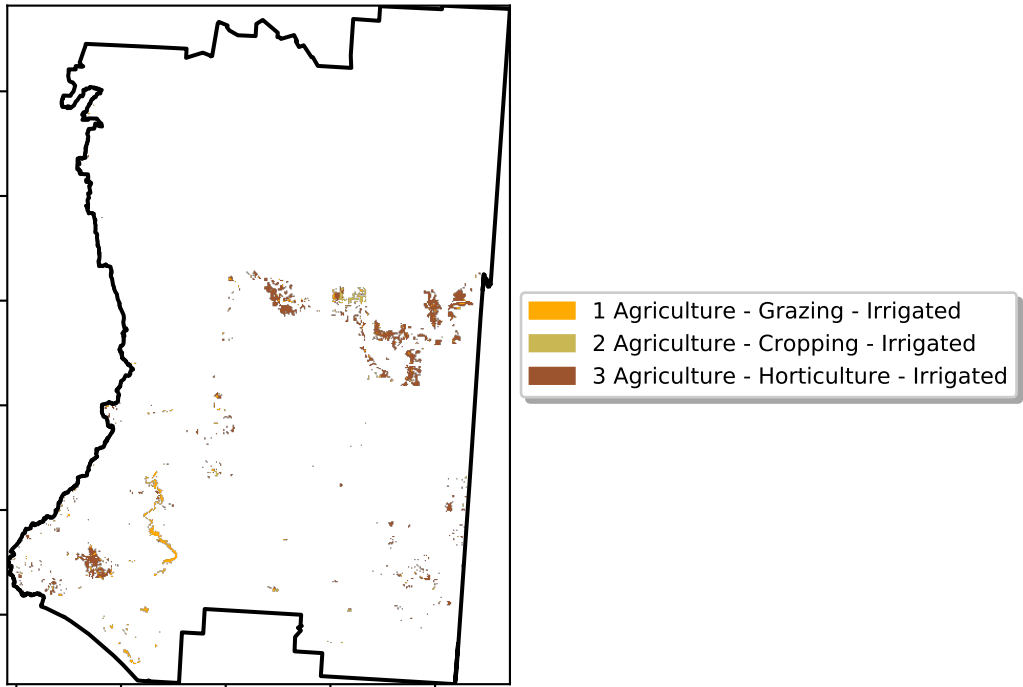 1 Agriculture - Grazing - Irrigated
2 Agriculture - Cropping - Irrigated
3 Agriculture - Horticulture - Irrigated